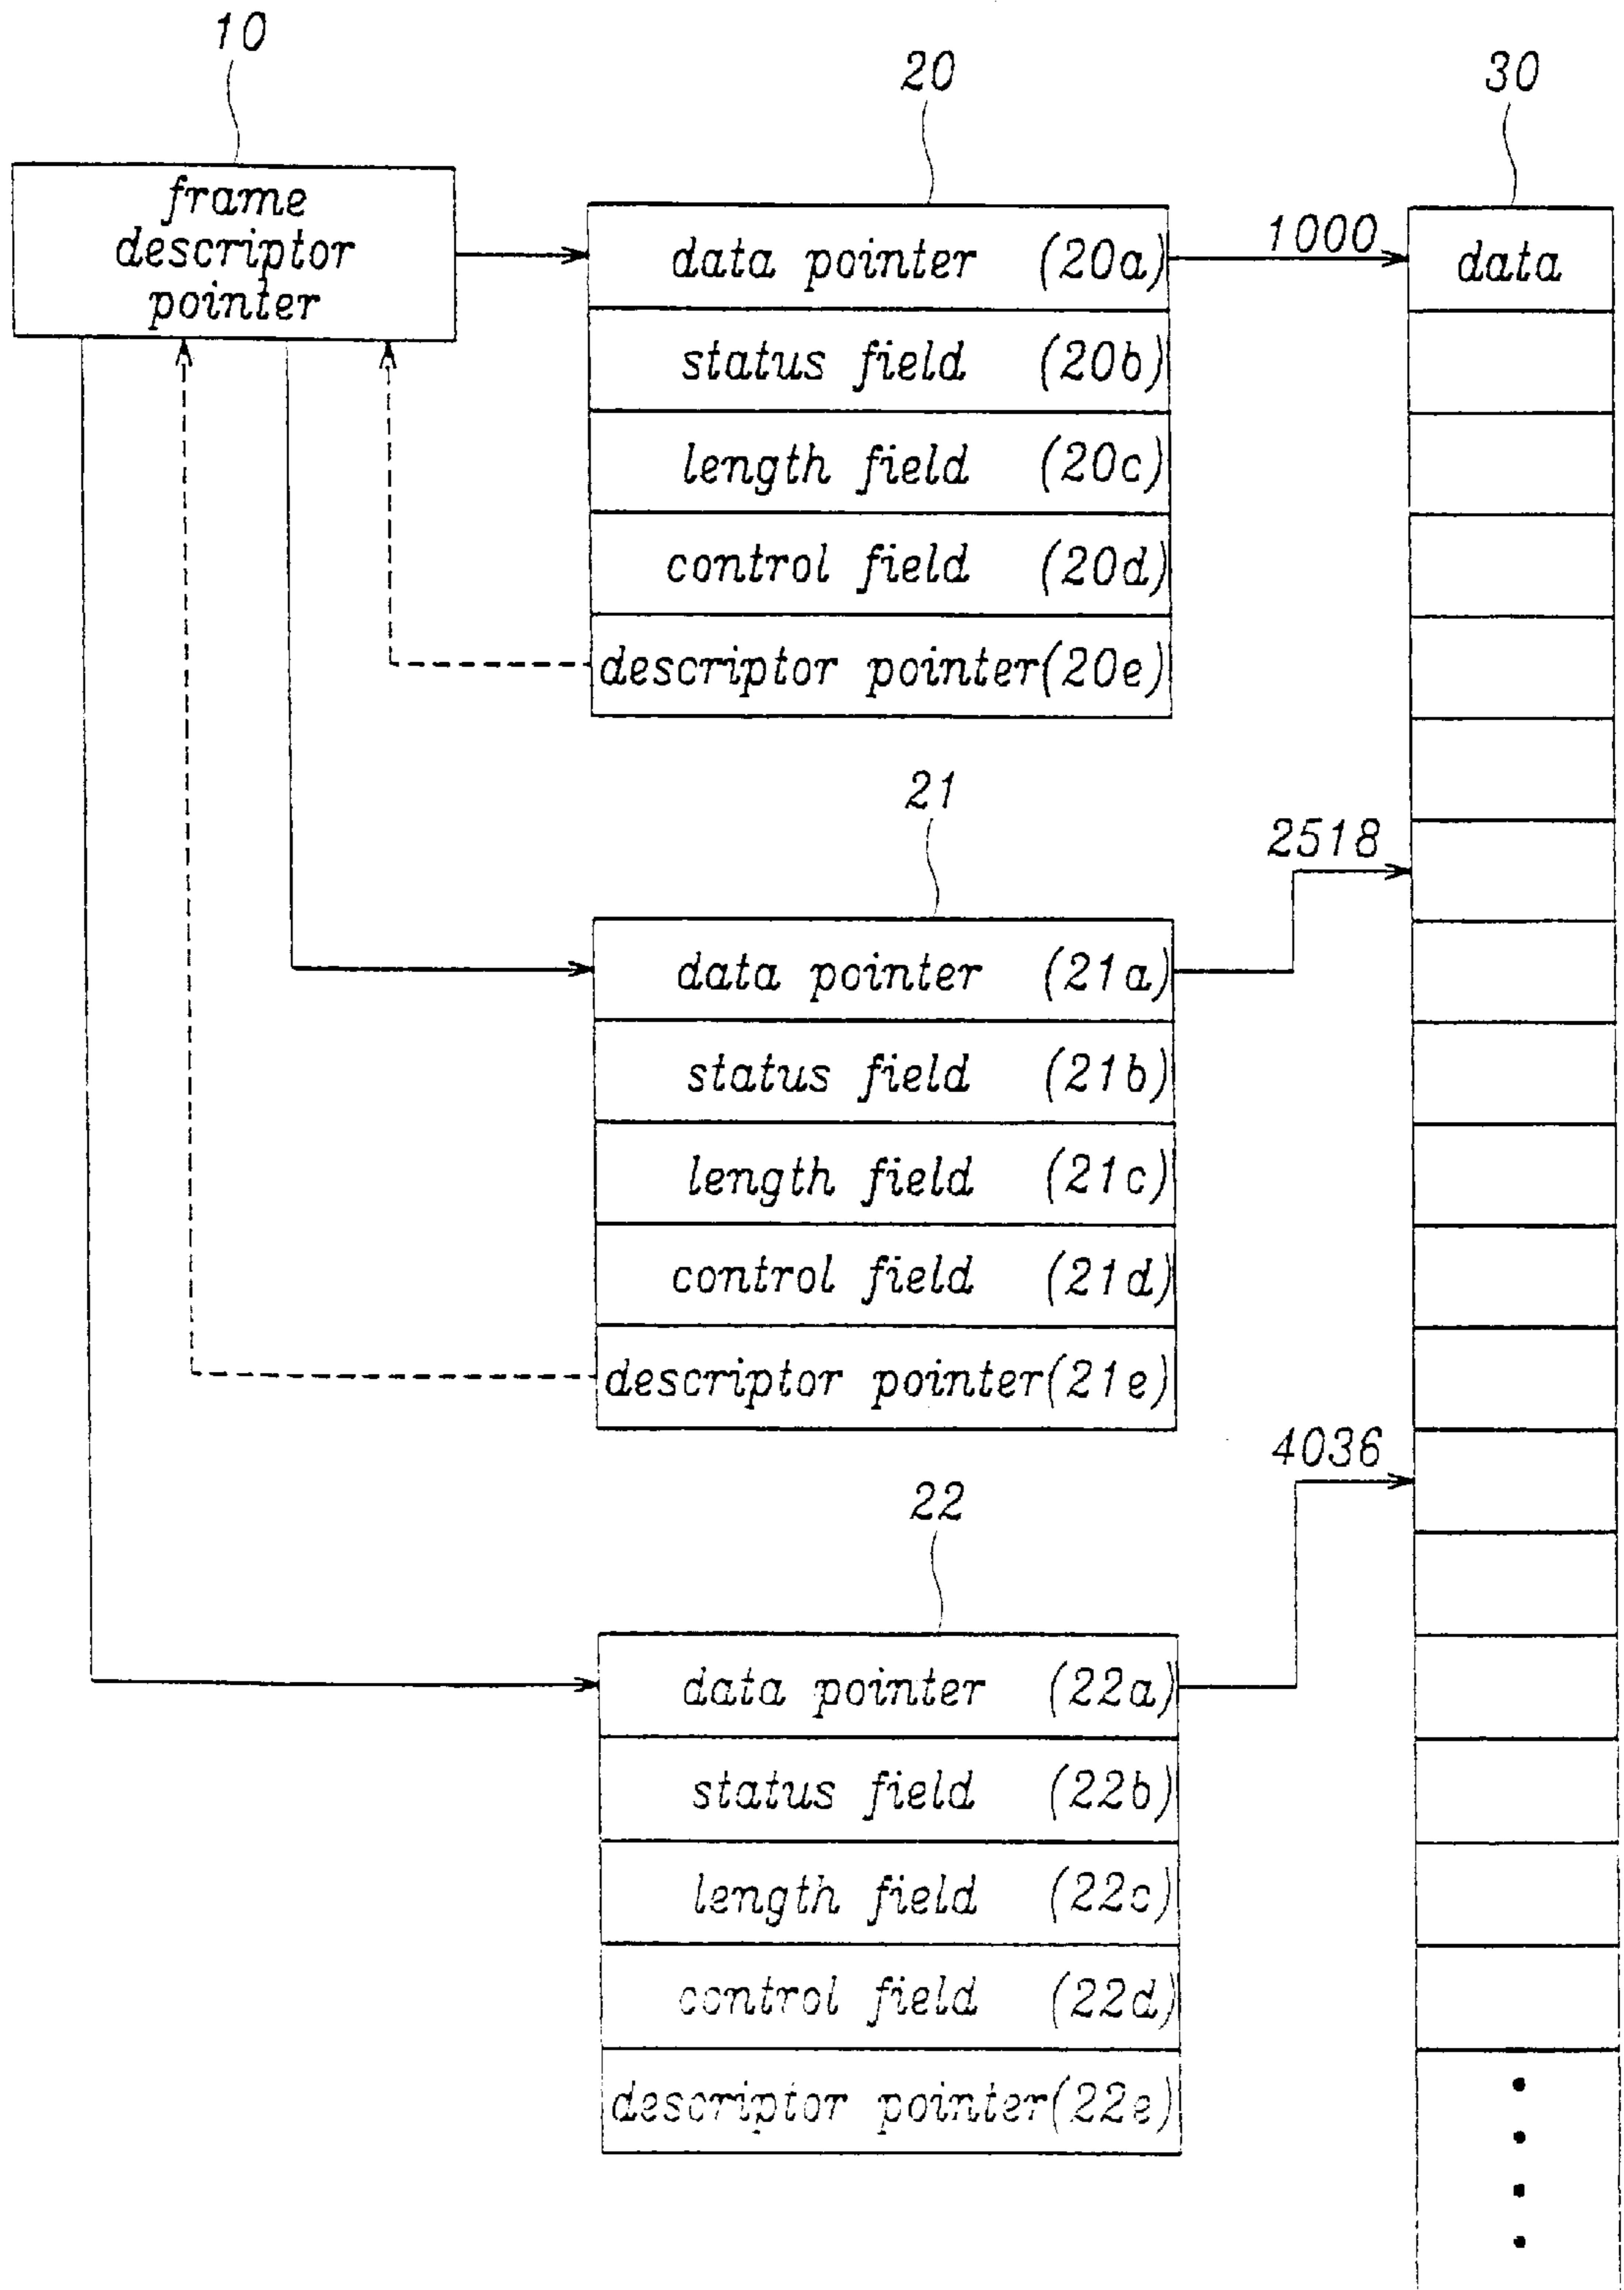 10
20
30
frame
descriptor
pointer
data pointer (20a)
status field (20b)
length field (20c)
control field (20d)
descriptor pointer(20e)
1000
data
21
2518
data pointer (21a)
status field (21b)
length field (21c)
control field (21d)
descriptor pointer(21e)
4036
22
data pointer (22a)
status field (22b)
length field (22c)
control field (22d)
descriptor pointer(22e)